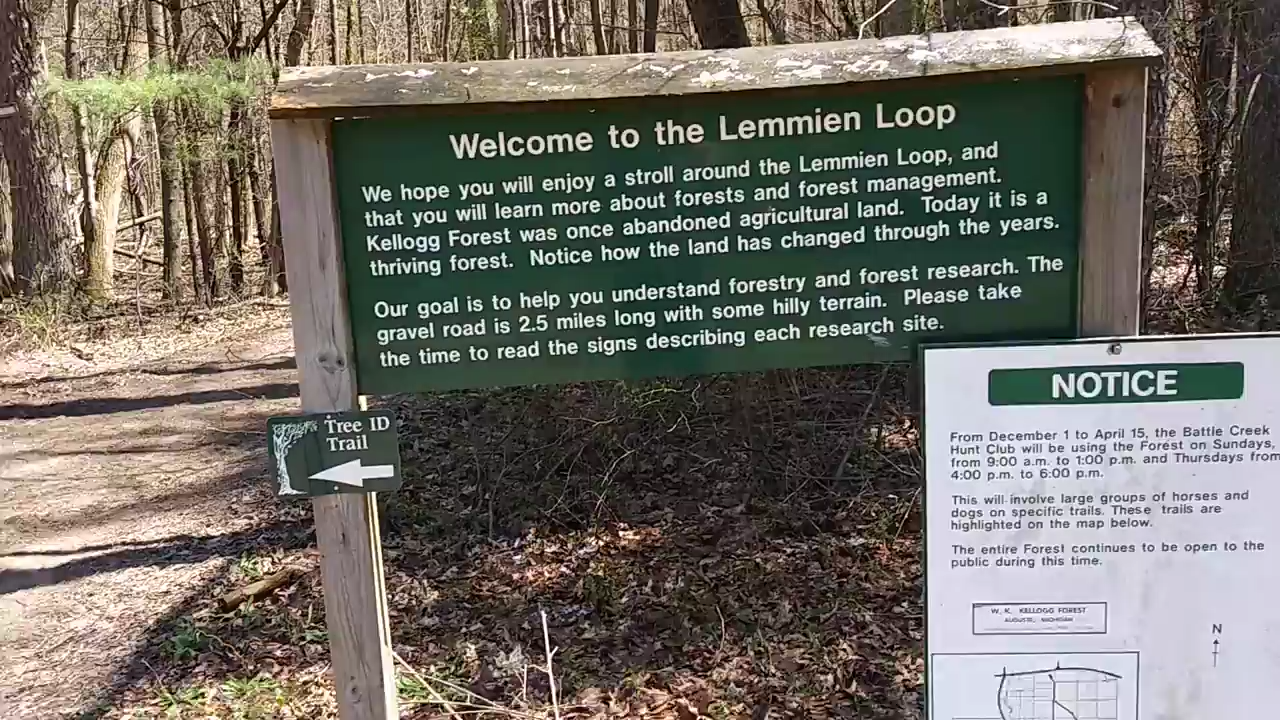 Welcome to the Lemmien Loop
We hope you will enjoy a stroll around the Lemmien Loop, and
that you will learn more about forests and forest management.
Kellogg Forest was once abandoned agricultural land. Today it is a
thriving forest. Notice how the land has changed through the years.
Our goal is to help you understand forestry and forest research. The
gravel road is 2.5 miles long with some hilly terrain. Please take
the time to read the signs describing each research site.
Tree ID
Trail
NOTICE
From December 1 to April 15, the Battle Creek
Hunt Club will be using the Forest on Sundays,
from 9:00 a.m. to 1:00 p.m. and Thursdays from
4:00 p.m. to 6:00 p.m.
This will involve large groups of horses and
dogs on specific trails. These trails are
highlighted on the map below.
The entire Forest continues to be open to the
public during this time.
W. K. KELLOGG FOREST
AUGUSTA, MICHIGAN
N